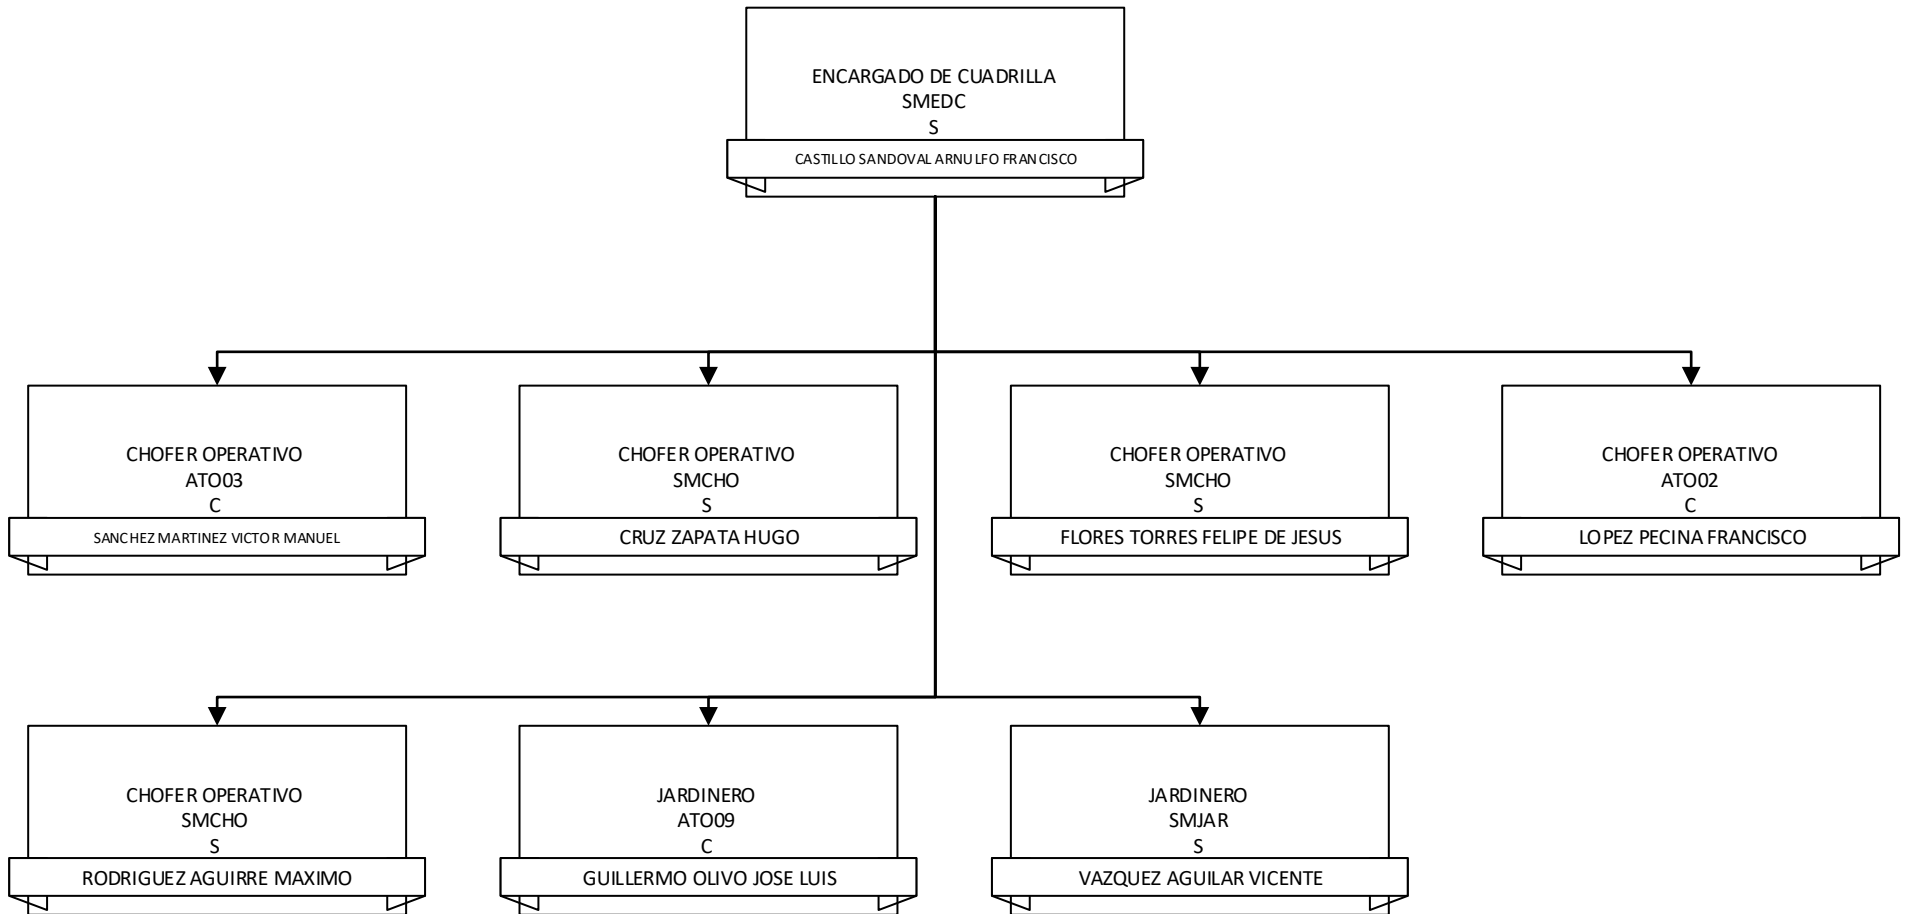 ENCARGADO DE CUADRILLA
SMEDC
S
CASTILLO SANDOVAL ARNULFO FRANCISCO
CHOFER OPERATIVO
ATO03
C
SANCHEZ MARTINEZ VICTOR MANUEL
CHOFER OPERATIVO
SMCHO
S
CRUZ ZAPATA HUGO
CHOFER OPERATIVO
SMCHO
S
FLORES TORRES FELIPE DE JESUS
CHOFER OPERATIVO
ATO02
C
LOPEZ PECINA FRANCISCO
CHOFER OPERATIVO
SMCHO
S
RODRIGUEZ AGUIRRE MAXIMO
JARDINERO
ATO09
C
GUILLERMO OLIVO JOSE LUIS
JARDINERO
SMJAR
S
VAZQUEZ AGUILAR VICENTE